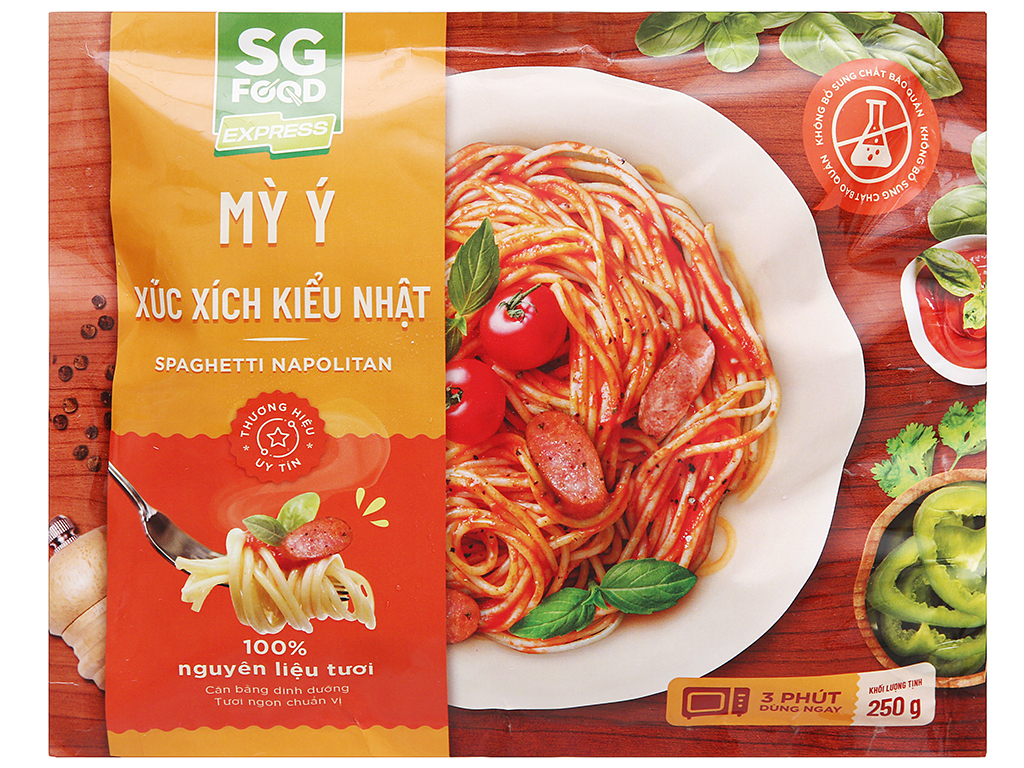 SG
FOOD
EXPRESS
MỲ Ý
XÚC XÍCH KIỂU NHẬT
SPAGHETTI NAPOLITAN
THƯƠNG HIỆU
UY TÍN
100%
nguyên liệu tươi
Cân bằng dinh dưỡng
Tươi ngon chuẩn vị
KHÔNG BỔ SUNG CHẤT BẢO QUẢN
KHÔNG BỔ SUNG CHẤT BẢO QUẢN
3 PHÚT
DÙNG NGAY
KHỐI LƯỢNG TỊNH
250 g